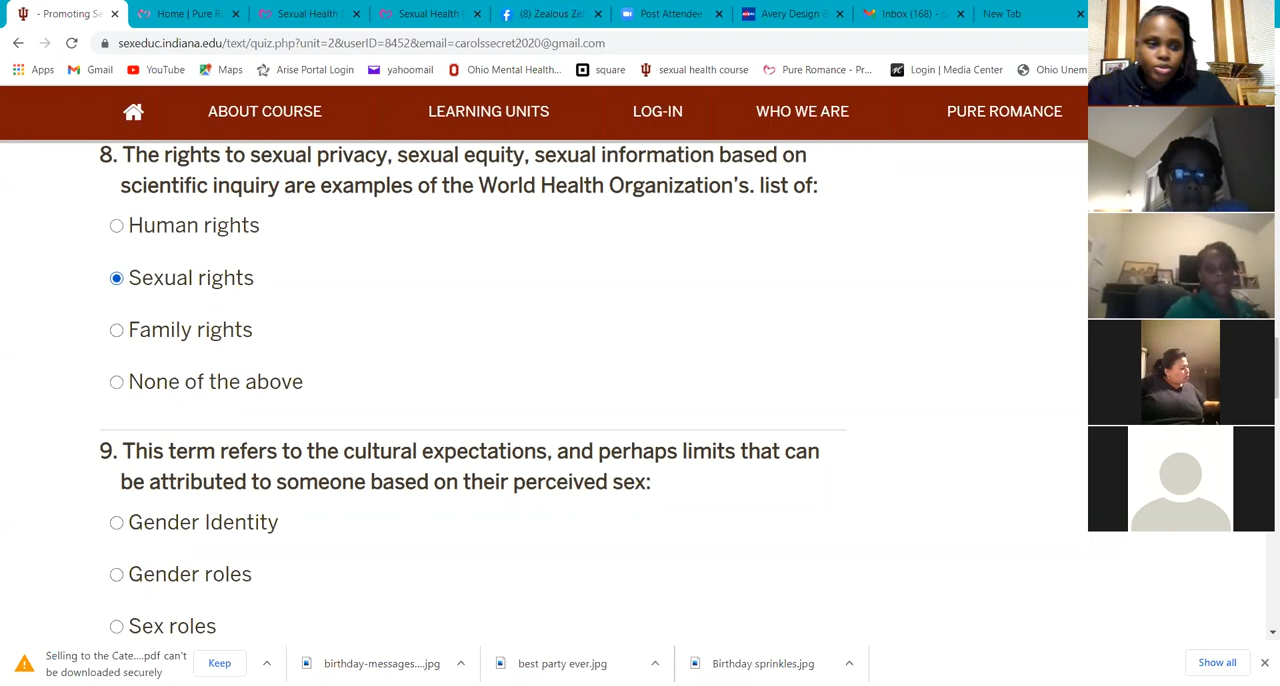 - Promoting Se
Home | Pure R
Sexual Health
Sexual Health
(8) Zealous Zer
Post Attendee
Avery Design &
Inbox (168) - c
New Tab
sexeduc.indiana.edu/text/quiz.php?unit=2&userID=8452&email=carolssecret2020@gmail.com
Apps
Gmail
YouTube
Maps
Arise Portal Login
yahoomail
Ohio Mental Health...
square
sexual health course
Pure Romance - Pr...
Login | Media Center
Ohio Unem
ABOUT COURSE
LEARNING UNITS
LOG-IN
WHO WE ARE
PURE ROMANCE
8. The rights to sexual privacy, sexual equity, sexual information based on
scientific inquiry are examples of the World Health Organization's. list of:
Human rights
Sexual rights
Family rights
None of the above
9. This term refers to the cultural expectations, and perhaps limits that can
be attributed to someone based on their perceived sex:
Gender Identity
Gender roles
Sex roles
Selling to the Cate....pdf can't
be downloaded securely
Keep
birthday-messages....jpg
best party ever.jpg
Birthday sprinkles.jpg
Show all